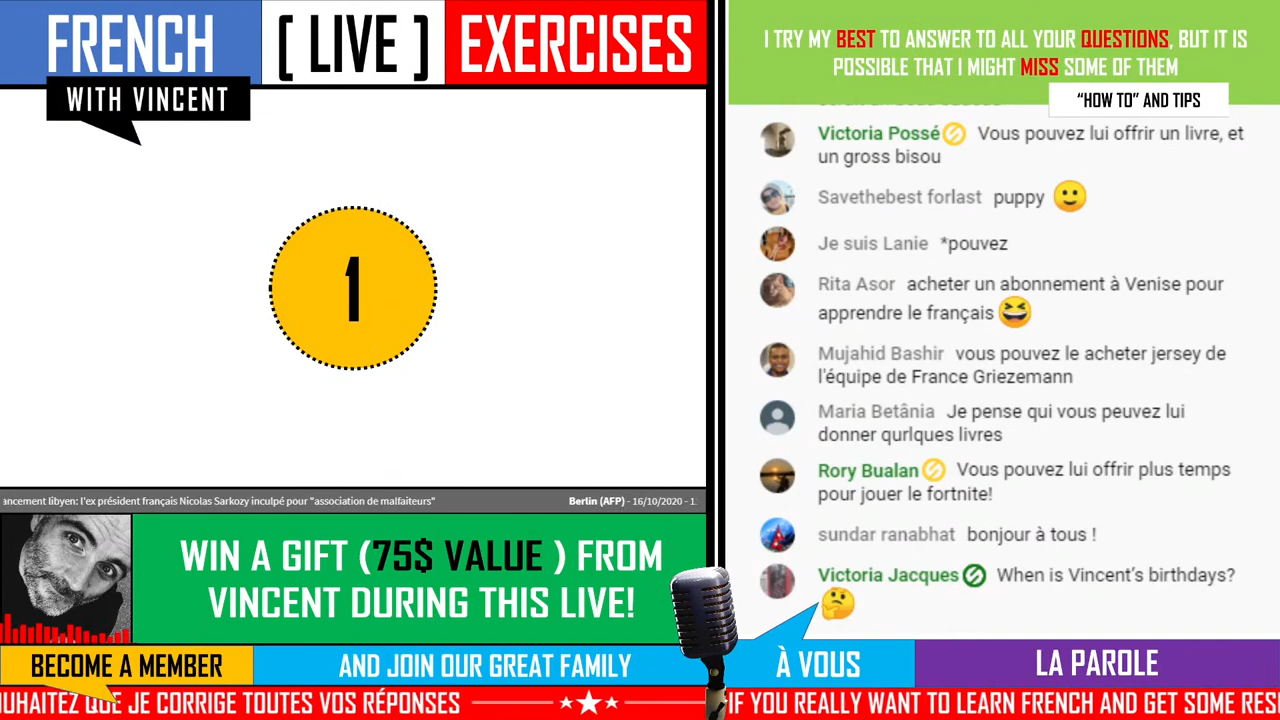 FRENCH [ LIVE ] EXERCISES
WITH VINCENT
1
ancement libyen: l'ex président français Nicolas Sarkozy inculpé pour "association de malfaiteurs" Berlin (AFP) - 16/10/2020 - 1
WIN A GIFT (75$ VALUE ) FROM
VINCENT DURING THIS LIVE!
BECOME A MEMBER
AND JOIN OUR GREAT FAMILY
OUHAITEZ QUE JE CORRIGE TOUTES VOS RÉPONSES
I TRY MY BEST TO ANSWER TO ALL YOUR QUESTIONS, BUT IT IS
POSSIBLE THAT I MIGHT MISS SOME OF THEM
“HOW TO” AND TIPS
Victoria Possé Vous pouvez lui offrir un livre, et
un gross bisou
Savethebest forlast puppy
Je suis Lanie *pouvez
Rita Asor acheter un abonnement à Venise pour
apprendre le français
Mujahid Bashir vous pouvez le acheter jersey de
l'équipe de France Griezemann
Maria Betânia Je pense qui vous peuvez lui
donner qurlques livres
Rory Bualan Vous pouvez lui offrir plus temps
pour jouer le fortnite!
sundar ranabhat bonjour à tous !
Victoria Jacques When is Vincent's birthdays?
À VOUS
LA PAROLE
IF YOU REALLY WANT TO LEARN FRENCH AND GET SOME RES